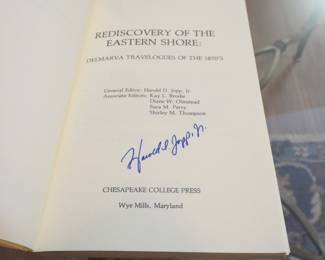 REDISCOVERY OF THE
EASTERN SHORE:
DELMARVA TRAVELOGUES OF THE 1870'S
General Editor: Harold D. Jopp, Jr.
Associate Editors: Kay L. Brodie
Diane W. Olmstead
Sara M. Parry
Shirley M. Thompson
Harold D. Jopp, Jr.
CHESAPEAKE COLLEGE PRESS
Wye Mills, Maryland